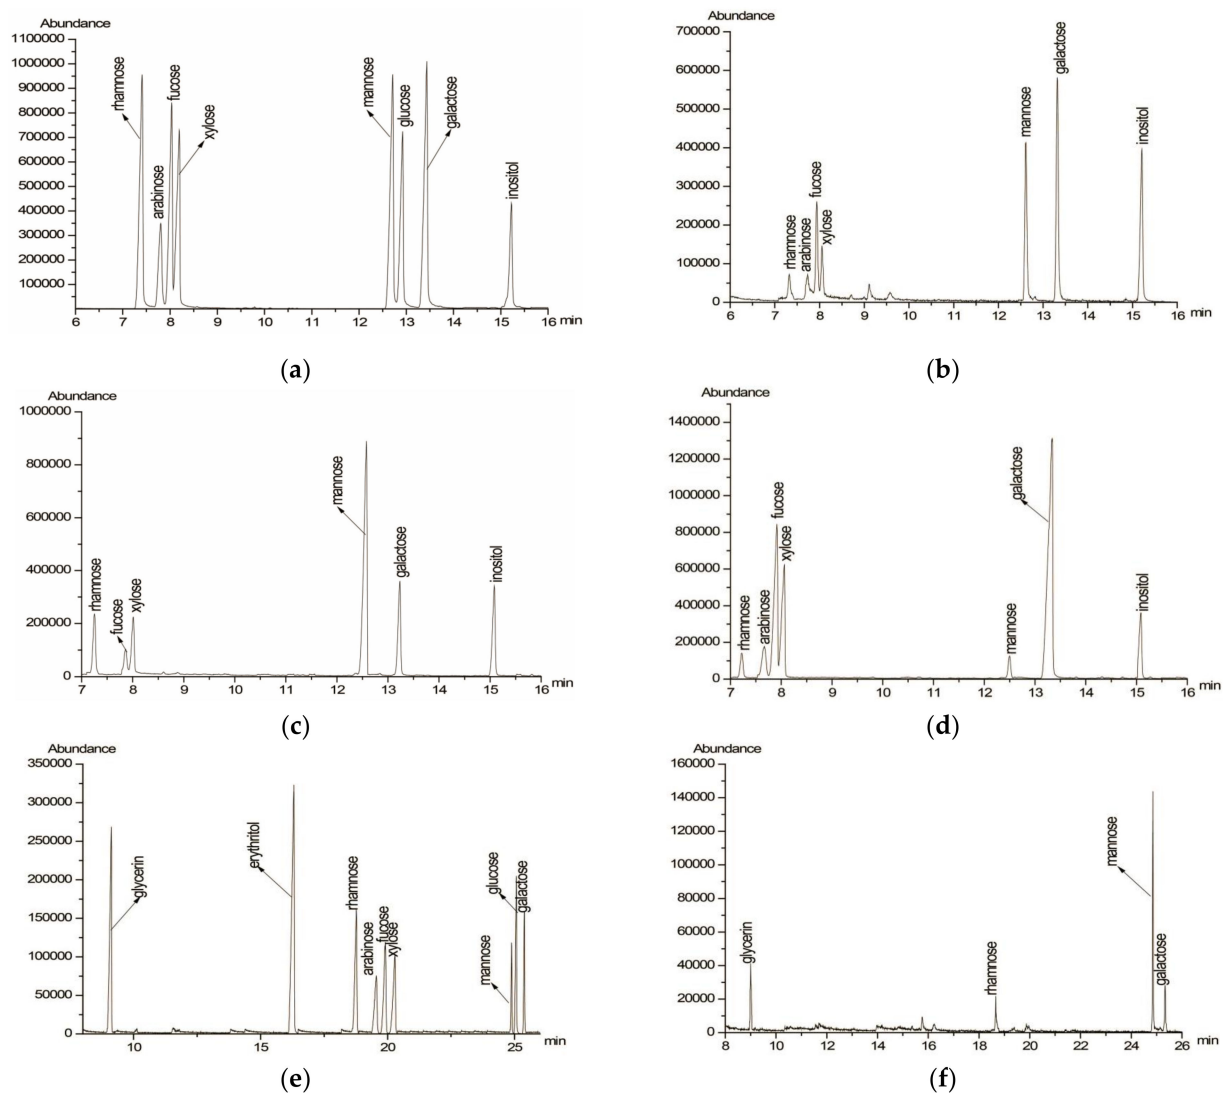 Abundance
1100000
1000000
900000
800000
700000
600000
500000
400000
300000
200000
100000
0
6 7 8 9 10 11 12 13 14 15 16 min
rhamnose
arabinose
fucose
xylose
mannose
glucose
galactose
inositol
(a)
Abundance
700000
600000
500000
400000
300000
200000
100000
0
6 7 8 9 10 11 12 13 14 15 16 min
rhamnose
arabinose
fucose
xylose
mannose
galactose
inositol
(b)
Abundance
1000000
800000
600000
400000
200000
0
7 8 9 10 11 12 13 14 15 16 min
rhamnose
fucose
xylose
mannose
galactose
inositol
(c)
Abundance
1400000
1200000
1000000
800000
600000
400000
200000
0
7 8 9 10 11 12 13 14 15 16 min
rhamnose
arabinose
fucose
xylose
mannose
galactose
inositol
(d)
Abundance
350000
300000
250000
200000
150000
100000
50000
0
10 15 20 25 min
glycerin
erythritol
rhamnose
arabinose
fucose
xylose
mannose
glucose
galactose
(e)
Abundance
160000
140000
120000
100000
80000
60000
40000
20000
0
8 10 12 14 16 18 20 22 24 26 min
glycerin
rhamnose
mannose
galactose
(f)